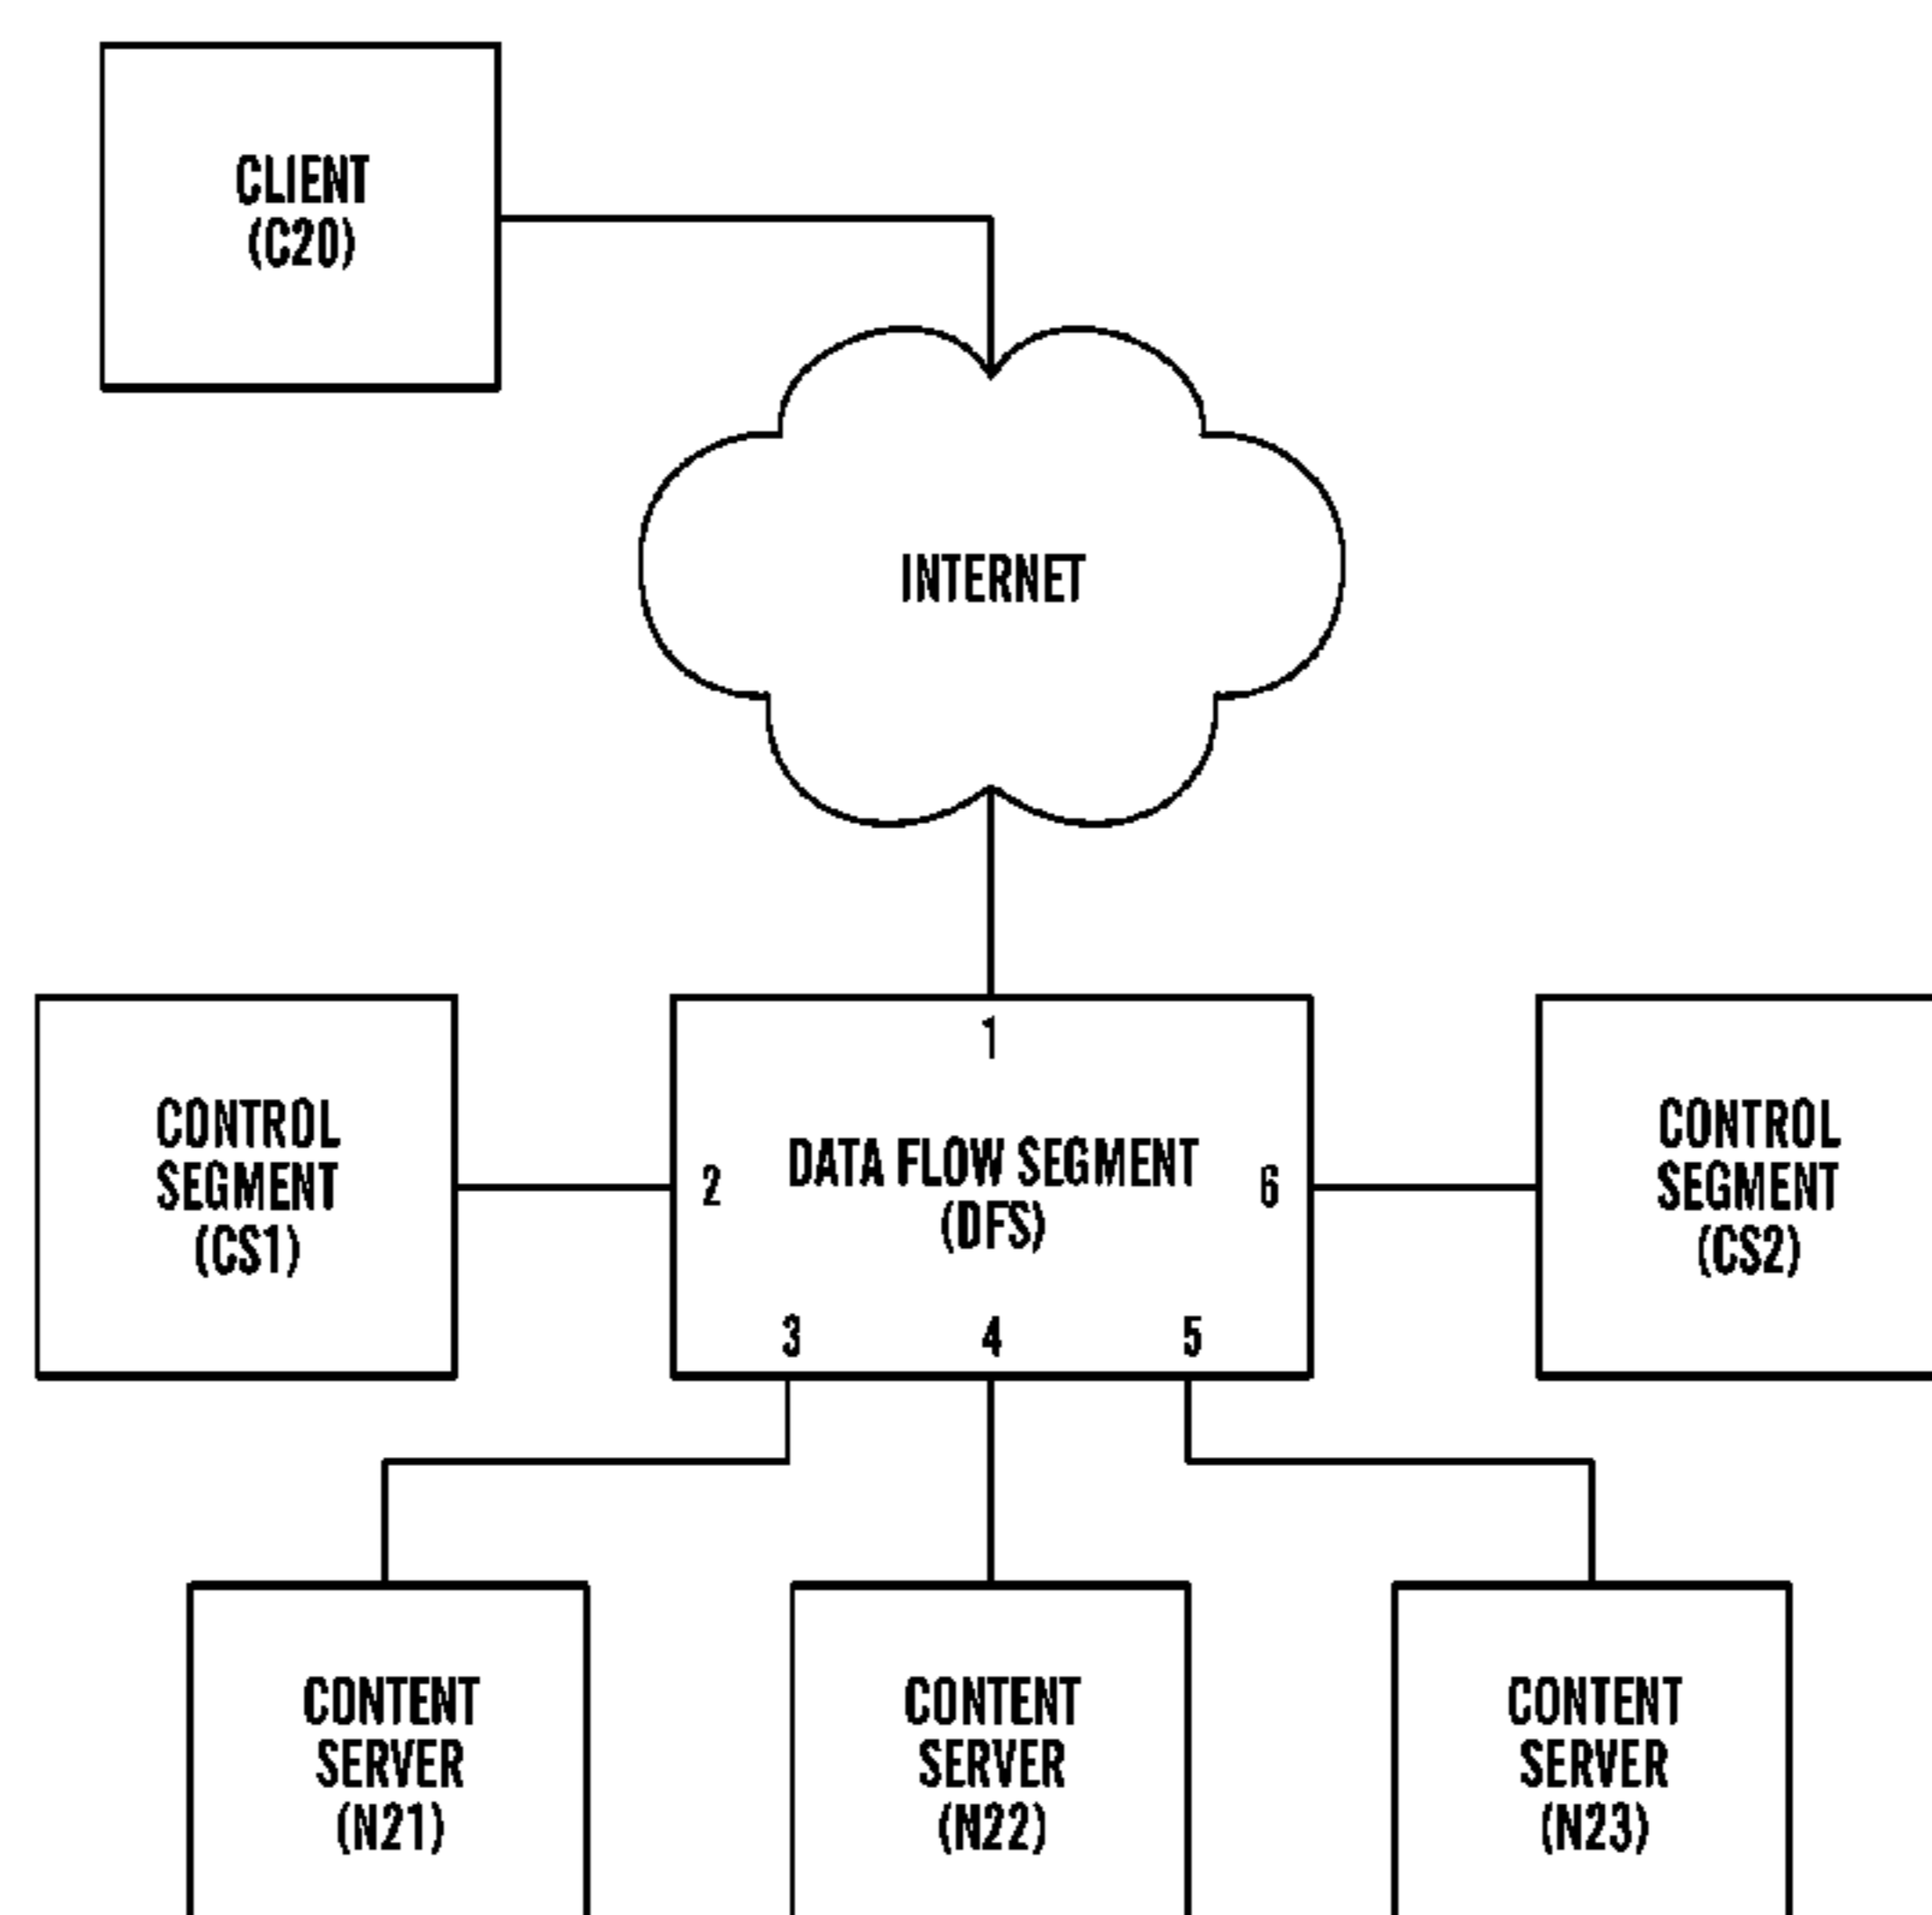 CLIENT
(C20)
INTERNET
1
CONTROL
SEGMENT
(CS1)
2
DATA FLOW SEGMENT
(DFS)
6
CONTROL
SEGMENT
(CS2)
3
4
5
CONTENT
SERVER
(N21)
CONTENT
SERVER
(N22)
CONTENT
SERVER
(N23)